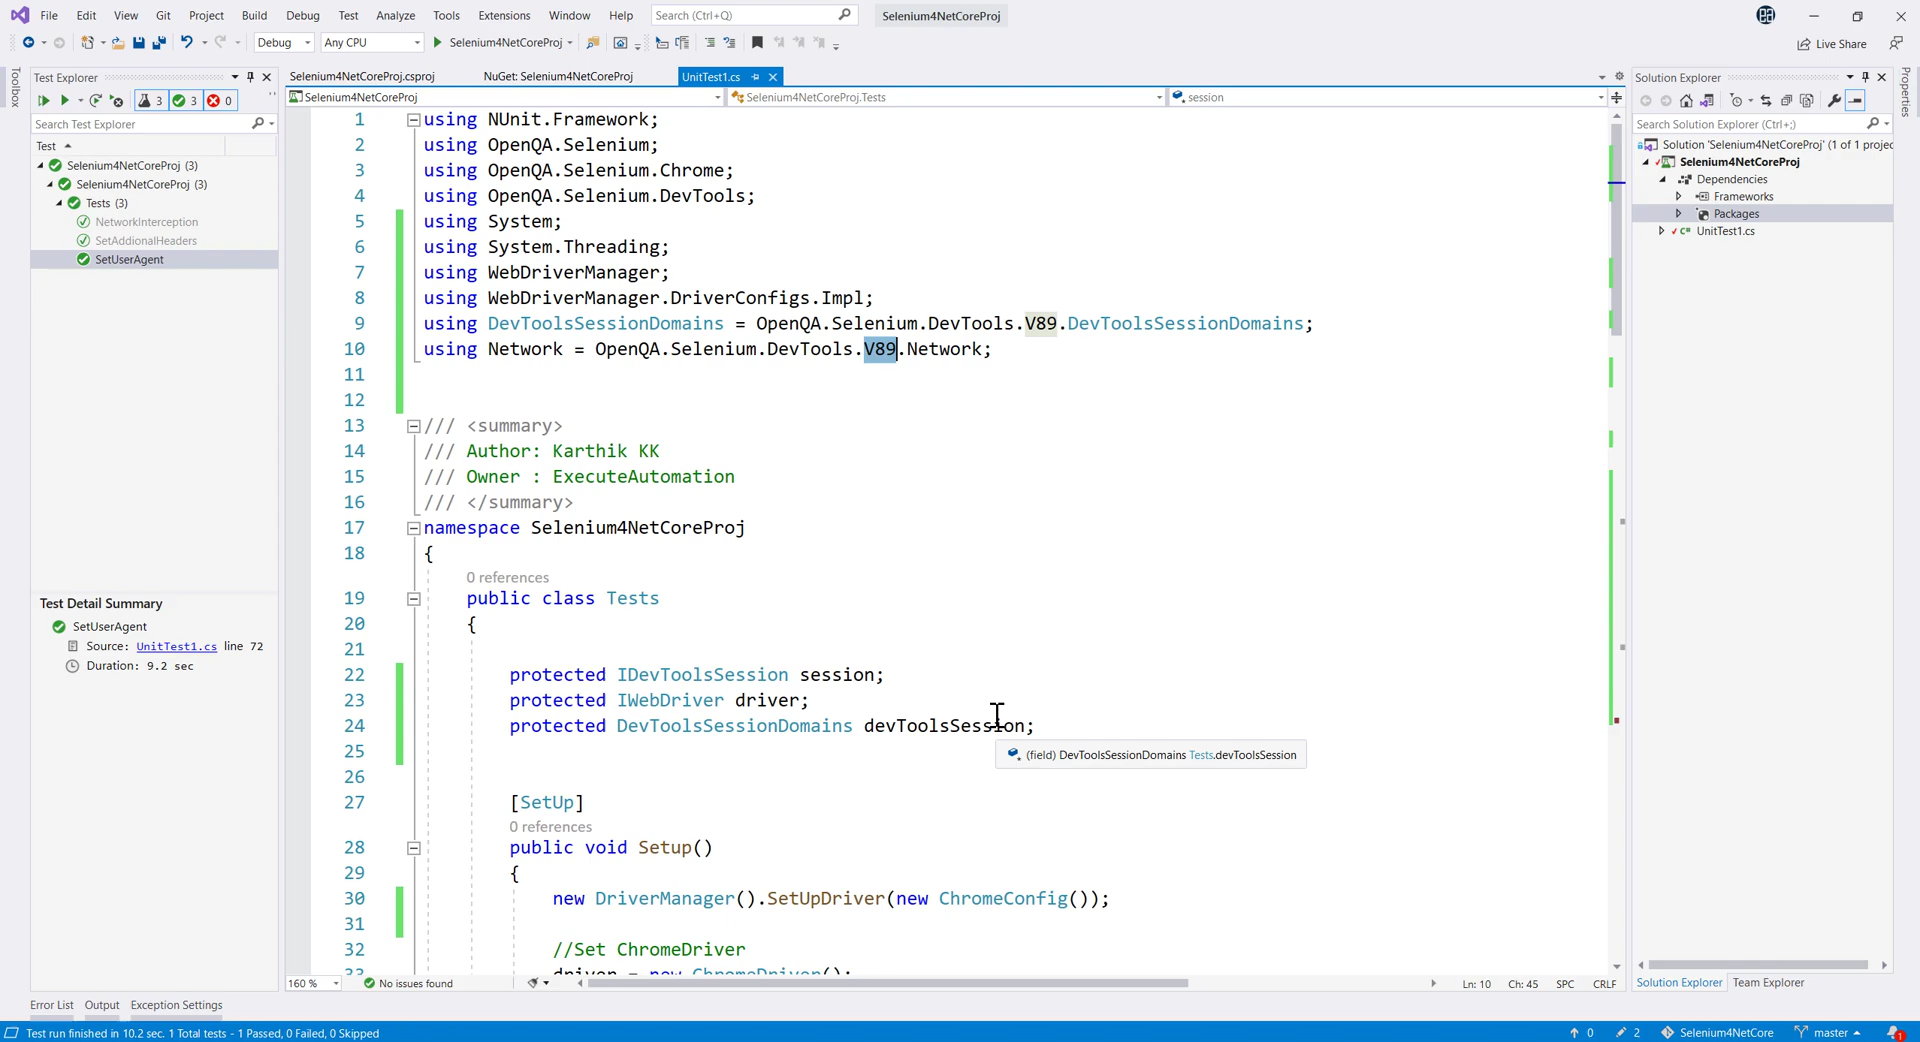 File Edit View Git Project Build Debug Test Analyze Tools Extensions Window Help Search (Ctrl+Q) Selenium4NetCoreProj
Debug Any CPU Selenium4NetCoreProj Live Share
Toolbox
Test Explorer
3 3 0
Search Test Explorer
Test
Selenium4NetCoreProj (3)
Selenium4NetCoreProj (3)
Tests (3)
NetworkInterception
SetAddionalHeaders
SetUserAgent
Test Detail Summary
SetUserAgent
Source: UnitTest1.cs line 72
Duration: 9.2 sec
Selenium4NetCoreProj.csproj NuGet: Selenium4NetCoreProj UnitTest1.cs
Selenium4NetCoreProj Selenium4NetCoreProj.Tests session
1 using NUnit.Framework;
2 using OpenQA.Selenium;
3 using OpenQA.Selenium.Chrome;
4 using OpenQA.Selenium.DevTools;
5 using System;
6 using System.Threading;
7 using WebDriverManager;
8 using WebDriverManager.DriverConfigs.Impl;
9 using DevToolsSessionDomains = OpenQA.Selenium.DevTools.V89.DevToolsSessionDomains;
10 using Network = OpenQA.Selenium.DevTools.V89.Network;
11
12
13 /// <summary>
14 /// Author: Karthik KK
15 /// Owner : ExecuteAutomation
16 /// </summary>
17 namespace Selenium4NetCoreProj
18 {
0 references
19 public class Tests
20 {
21
22 protected IDevToolsSession session;
23 protected IWebDriver driver;
24 protected DevToolsSessionDomains devToolsSession;
25
(field) DevToolsSessionDomains Tests.devToolsSession
26
27 [SetUp]
0 references
28 public void Setup()
29 {
30 new DriverManager().SetUpDriver(new ChromeConfig());
31
32 //Set ChromeDriver
33 driver = new ChromeDriver();
160 % No issues found Ln: 10 Ch: 45 SPC CRLF
Solution Explorer
Search Solution Explorer (Ctrl+;)
Solution 'Selenium4NetCoreProj' (1 of 1 projec
Selenium4NetCoreProj
Dependencies
Frameworks
Packages
UnitTest1.cs
C#
Solution Explorer Team Explorer
Properties
Error List Output Exception Settings
Test run finished in 10.2 sec. 1 Total tests - 1 Passed, 0 Failed, 0 Skipped 0 2 Selenium4NetCore master 1